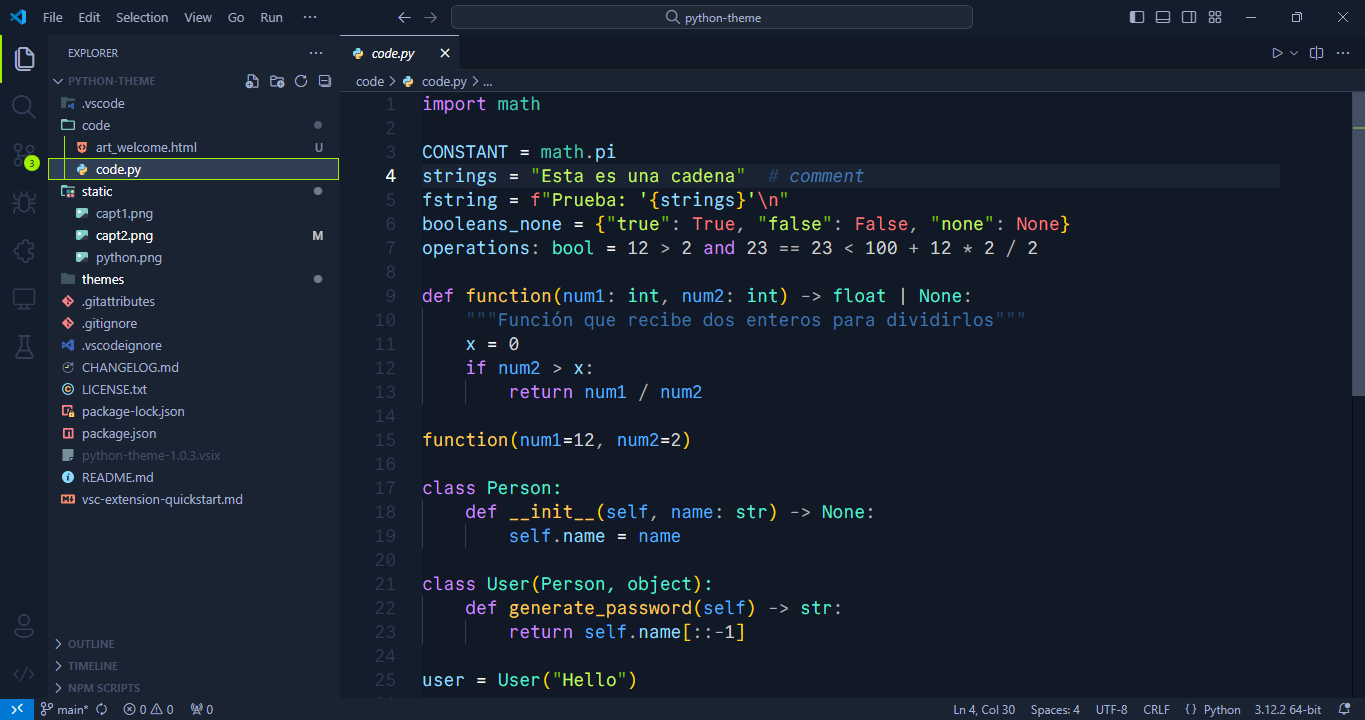 File Edit Selection View Go Run ···
python-theme
EXPLORER ···
PYTHON-THEME
.vscode
code
art_welcome.html U
code.py
static
capt1.png
capt2.png M
python.png
themes
.gitattributes
.gitignore
.vscodeignore
CHANGELOG.md
LICENSE.txt
package-lock.json
package.json
python-theme-1.0.3.vsix
README.md
vsc-extension-quickstart.md
OUTLINE
TIMELINE
NPM SCRIPTS
3
code.py
code > code.py > ...
1 import math
2
3 CONSTANT = math.pi
4 strings = "Esta es una cadena"  # comment
5 fstring = f"Prueba: '{strings}'\n"
6 booleans_none = {"true": True, "false": False, "none": None}
7 operations: bool = 12 > 2 and 23 == 23 < 100 + 12 * 2 / 2
8
9 def function(num1: int, num2: int) -> float | None:
10     """Función que recibe dos enteros para dividirlos"""
11     x = 0
12     if num2 > x:
13         return num1 / num2
14
15 function(num1=12, num2=2)
16
17 class Person:
18     def __init__(self, name: str) -> None:
19         self.name = name
20
21 class User(Person, object):
22     def generate_password(self) -> str:
23         return self.name[::-1]
24
25 user = User("Hello")
main* 0 0 0 Ln 4, Col 30 Spaces: 4 UTF-8 CRLF {} Python 3.12.2 64-bit